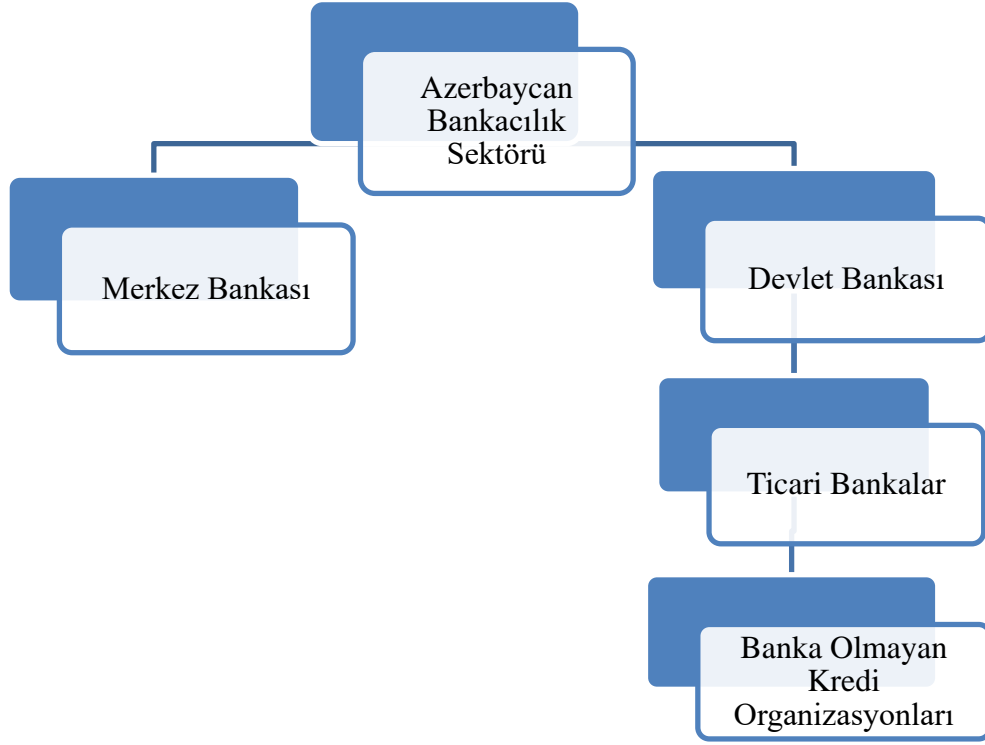 Azerbaycan
Bankacılık
Sektörü
Merkez Bankası
Devlet Bankası
Ticari Bankalar
Banka Olmayan
Kredi
Organizasyonları